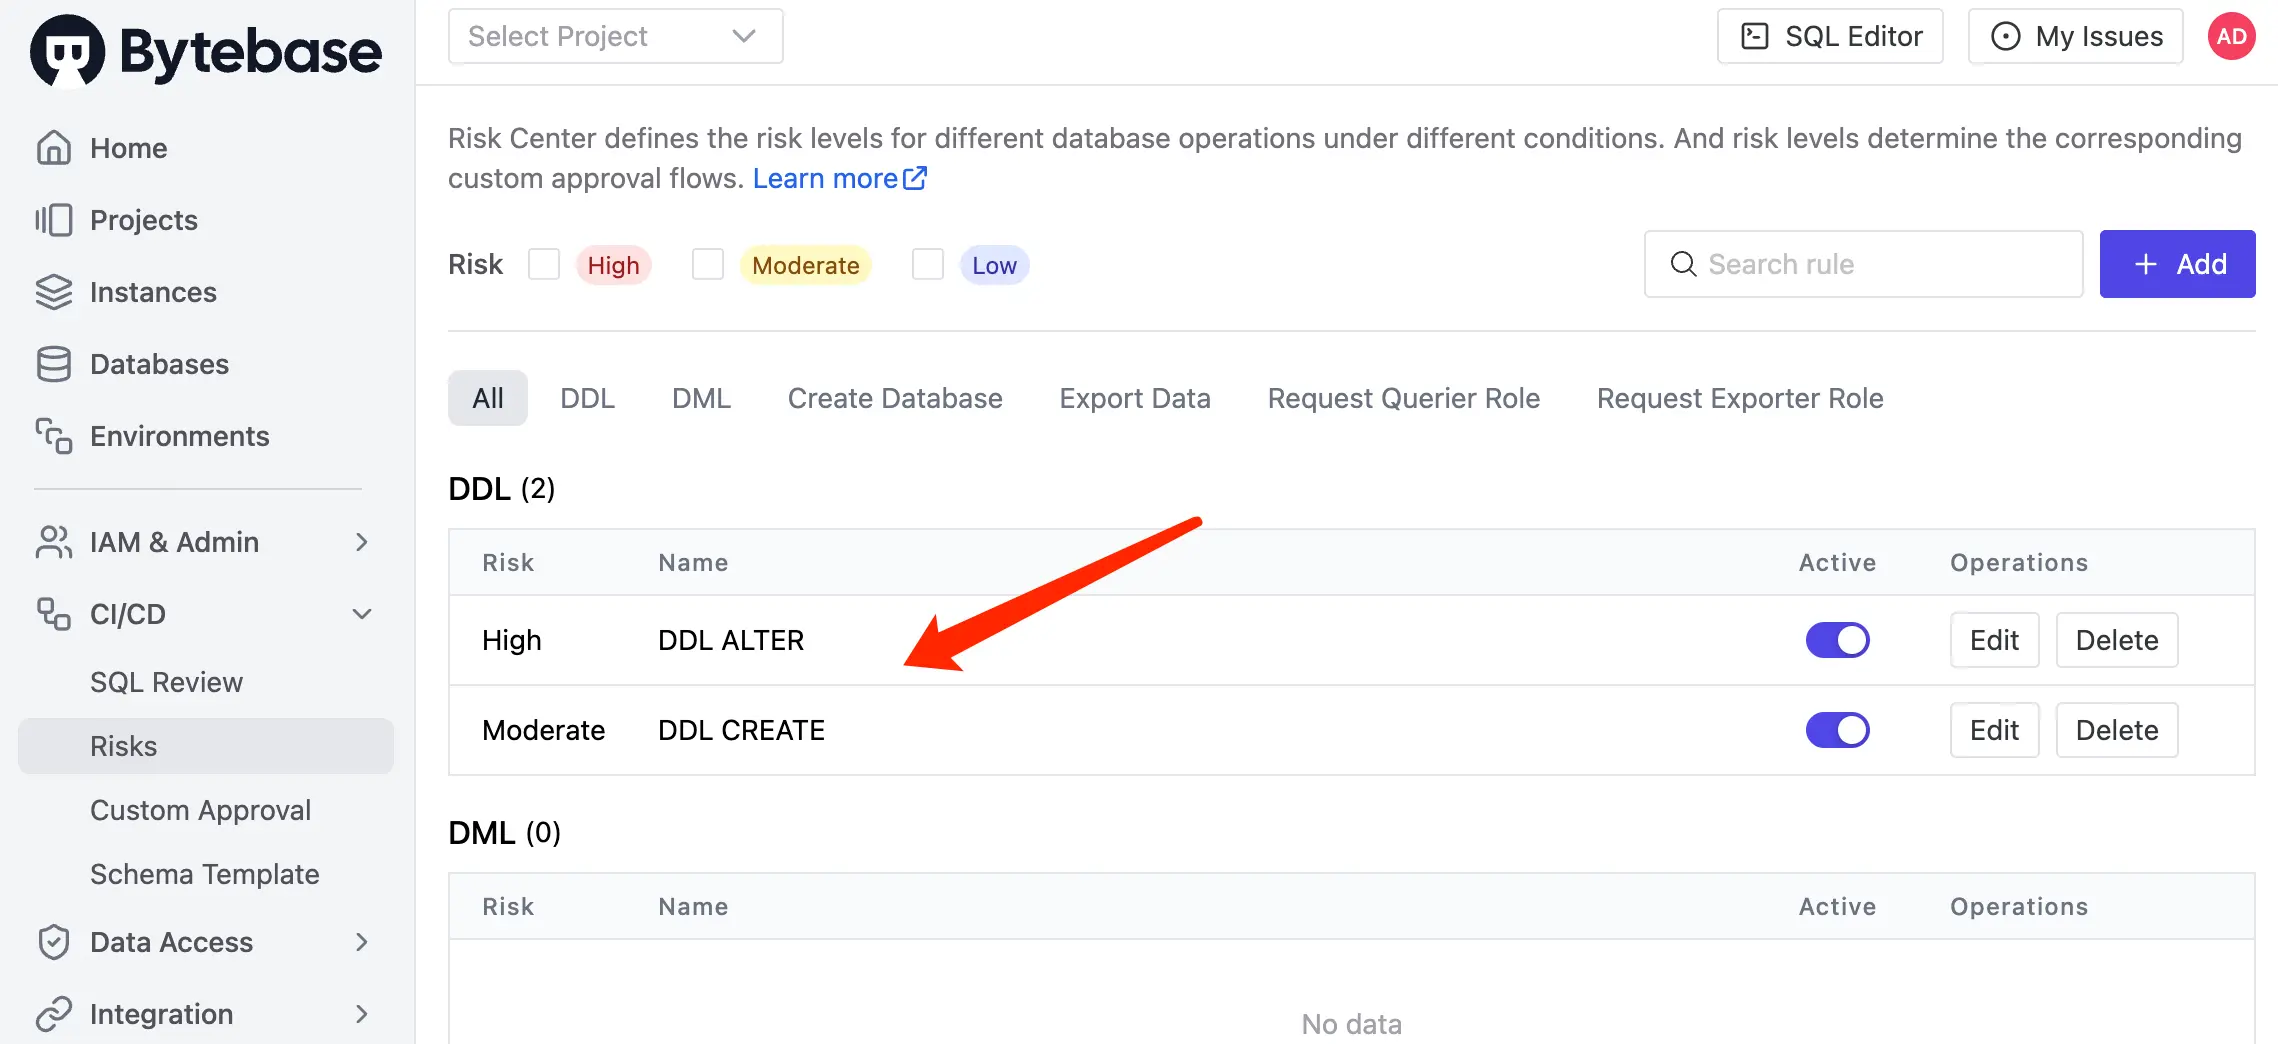 Bytebase
Select Project
SQL Editor
My Issues
AD
Home
Projects
Instances
Databases
Environments
IAM & Admin
CI/CD
SQL Review
Risks
Custom Approval
Schema Template
Data Access
Integration
Risk Center defines the risk levels for different database operations under different conditions. And risk levels determine the corresponding
custom approval flows. Learn more
Risk High Moderate Low
Search rule
+ Add
All DDL DML Create Database Export Data Request Querier Role Request Exporter Role
DDL (2)
Risk Name Active Operations
High DDL ALTER Edit Delete
Moderate DDL CREATE Edit Delete
DML (0)
Risk Name Active Operations
No data